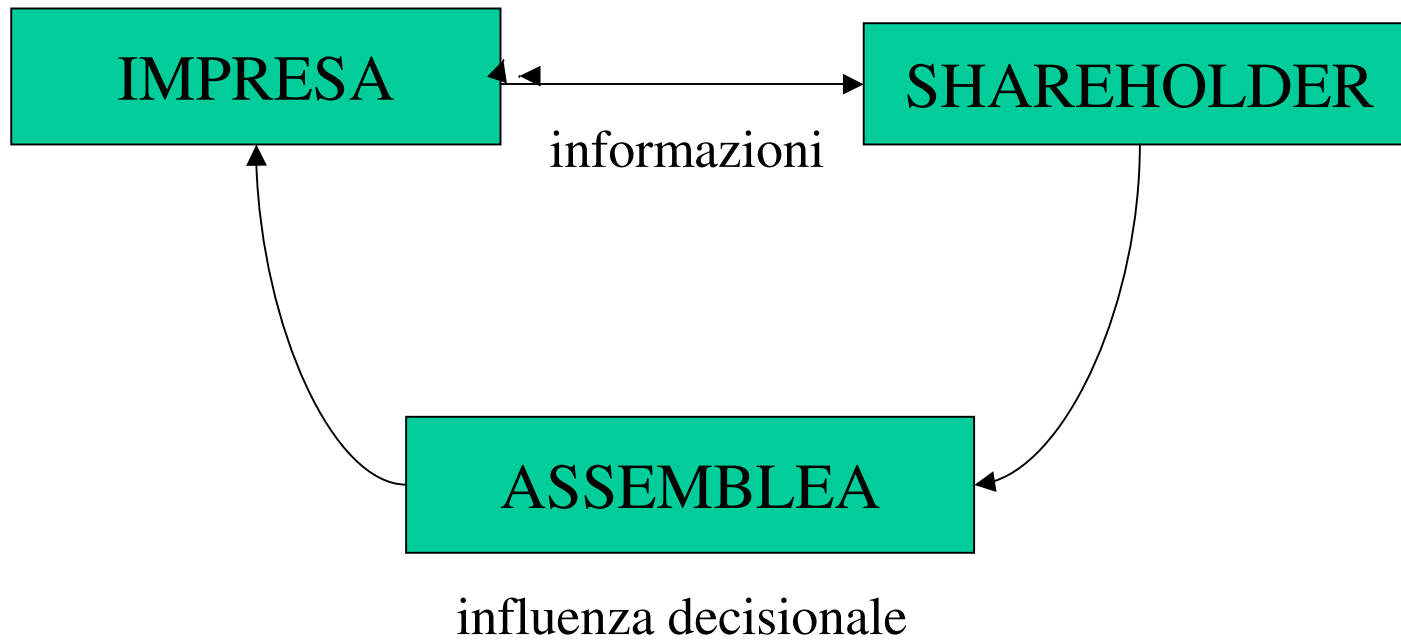 IMPRESA
SHAREHOLDER
informazioni
ASSEMBLEA
influenza decisionale